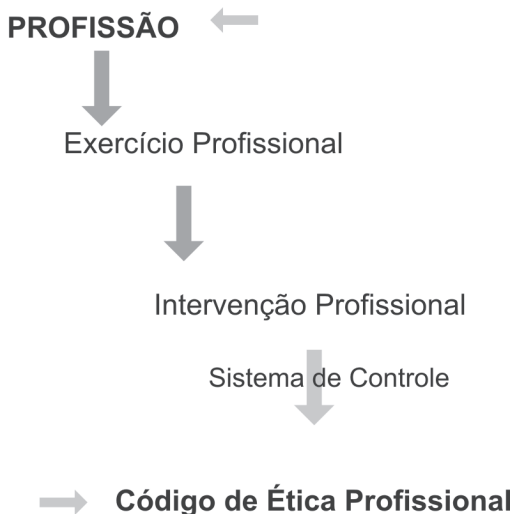 PROFISSÃO
Exercício Profissional
Intervenção Profissional
Sistema de Controle
Código de Ética Profissional